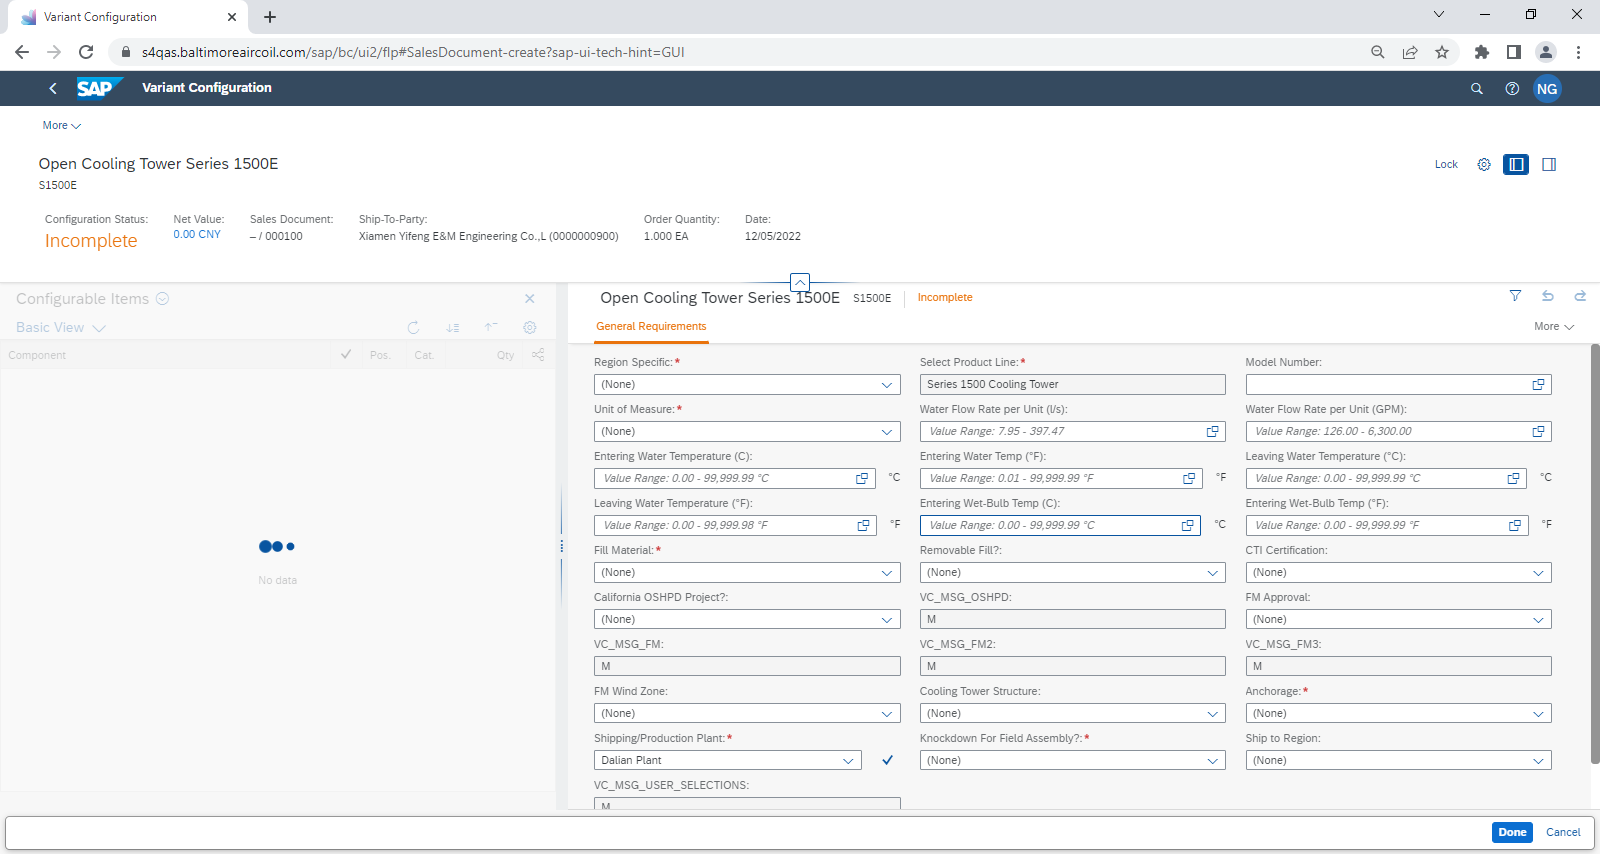 Variant Configuration
s4qas.baltimoreaircoil.com/sap/bc/ui2/flp#SalesDocument-create?sap-ui-tech-hint=GUI
SAP
Variant Configuration
NG
More
Open Cooling Tower Series 1500E
S1500E
Lock
Configuration Status: Net Value: Sales Document: Ship-To-Party: Order Quantity: Date:
Incomplete 0.00 CNY – / 000100 Xiamen Yifeng E&M Engineering Co.,L (0000000900) 1.000 EA 12/05/2022
Configurable Items
Basic View
Component Pos. Cat. Qty
No data
Open Cooling Tower Series 1500E S1500E Incomplete
General Requirements
More
Region Specific:* Select Product Line:* Model Number:
(None) Series 1500 Cooling Tower
Unit of Measure:* Water Flow Rate per Unit (l/s): Water Flow Rate per Unit (GPM):
(None) Value Range: 7.95 - 397.47 Value Range: 126.00 - 6,300.00
Entering Water Temperature (C): Entering Water Temp (°F): Leaving Water Temperature (°C):
Value Range: 0.00 - 99,999.99 °C °C Value Range: 0.01 - 99,999.99 °F °F Value Range: 0.00 - 99,999.99 °C °C
Leaving Water Temperature (°F): Entering Wet-Bulb Temp (C): Entering Wet-Bulb Temp (°F):
Value Range: 0.00 - 99,999.98 °F °F Value Range: 0.00 - 99,999.99 °C °C Value Range: 0.00 - 99,999.99 °F °F
Fill Material:* Removable Fill?: CTI Certification:
(None) (None) (None)
California OSHPD Project?: VC_MSG_OSHPD: FM Approval:
(None) M (None)
VC_MSG_FM: VC_MSG_FM2: VC_MSG_FM3:
M M M
FM Wind Zone: Cooling Tower Structure: Anchorage:*
(None) (None) (None)
Shipping/Production Plant:* Knockdown For Field Assembly?:* Ship to Region:
Dalian Plant (None) (None)
VC_MSG_USER_SELECTIONS:
M
Done Cancel